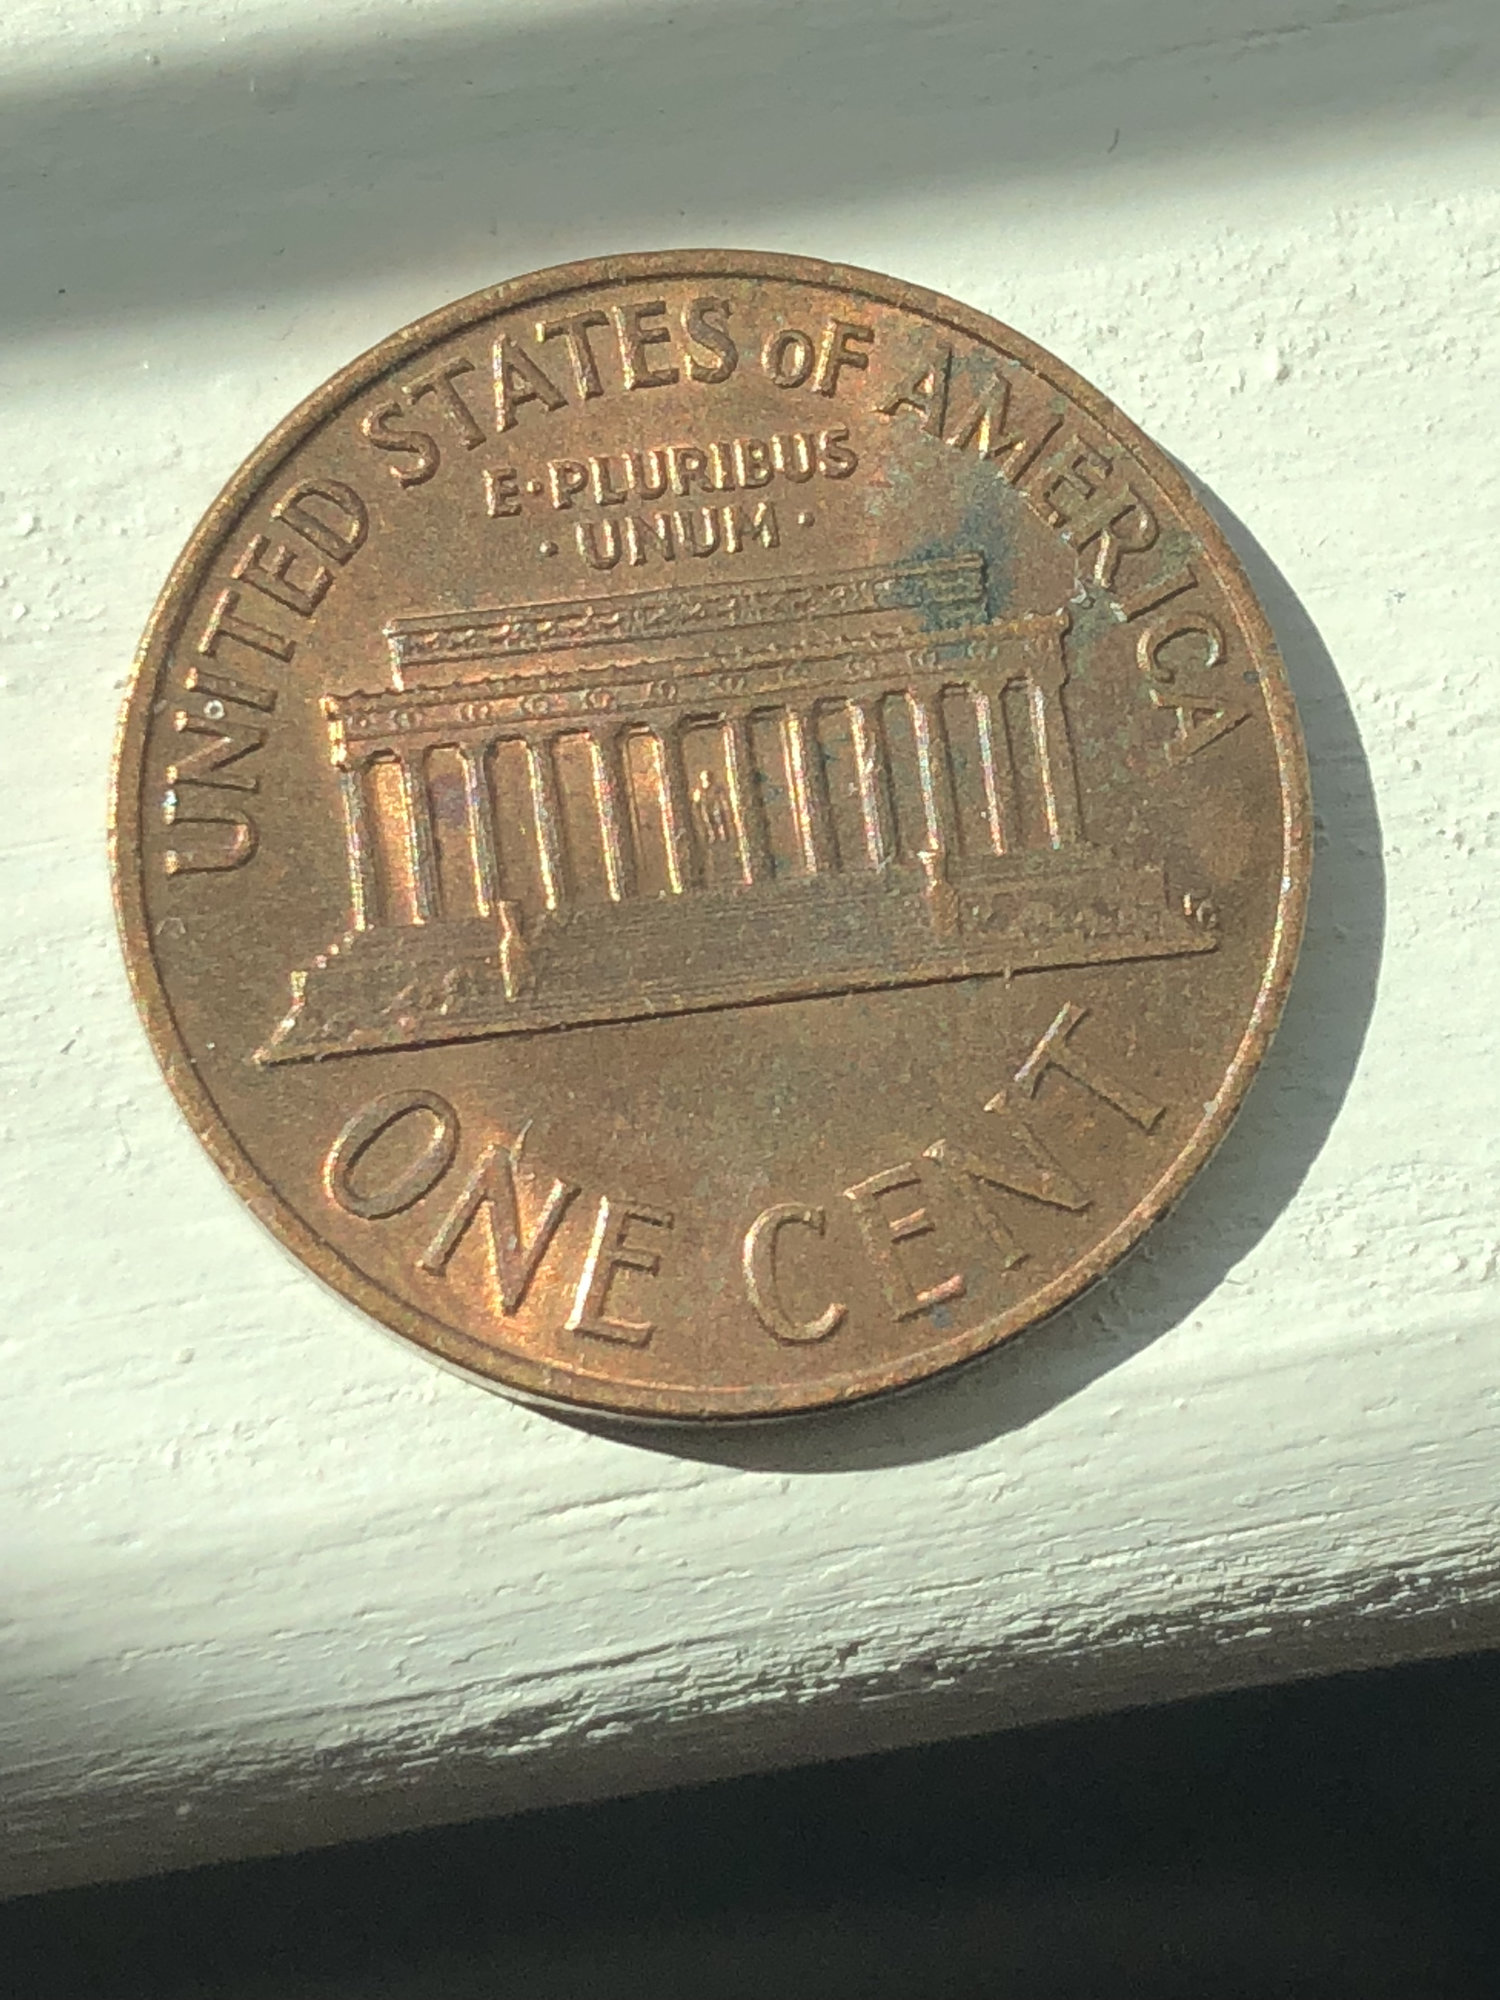 UNITED STATES OF AMERICA
E·PLURIBUS
·UNUM·
ONE CENT